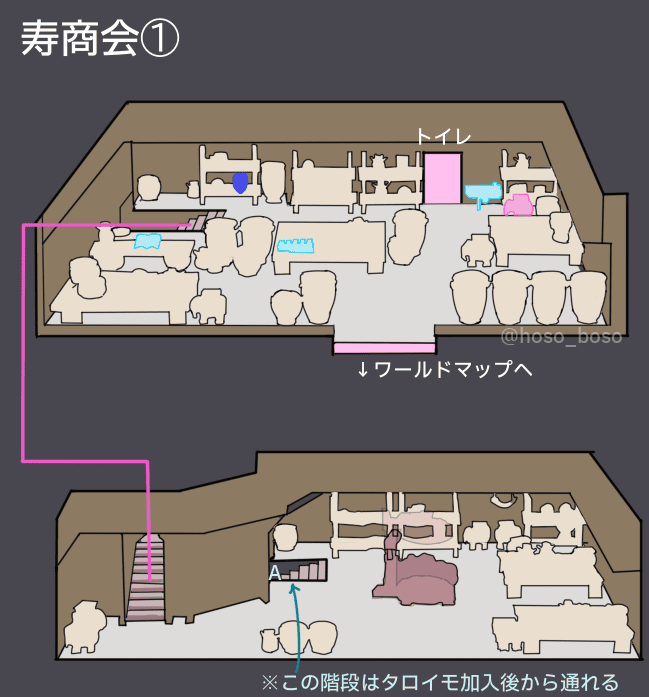 寿商会①
トイレ
@hoso_boso
↓ワールドマップへ
A
※この階段はタロイモ加入後から通れる